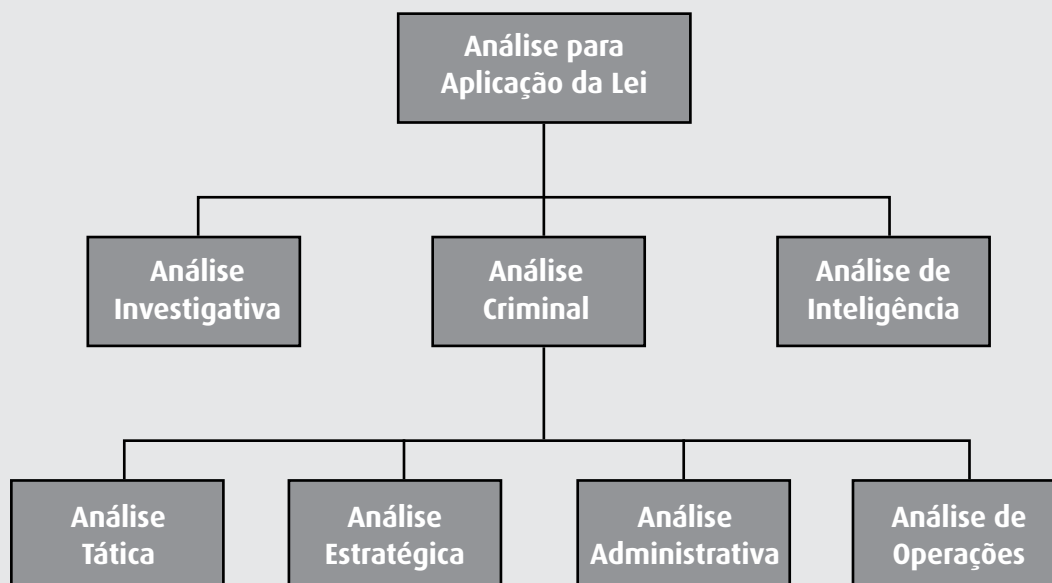 Análise para
Aplicação da Lei
Análise
Investigativa
Análise
Criminal
Análise de
Inteligência
Análise
Tática
Análise
Estratégica
Análise
Administrativa
Análise de
Operações